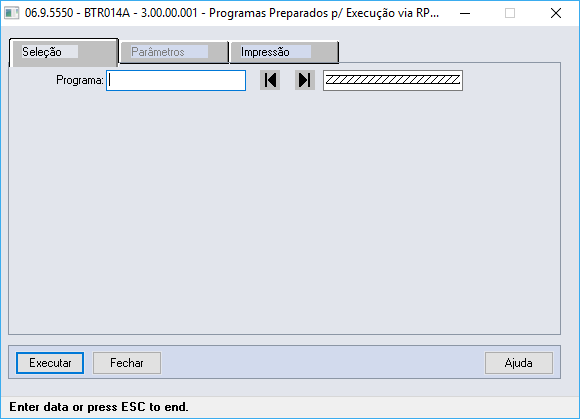 06.9.5550 - BTR014A - 3.00.00.001 - Programas Preparados p/ Execução via RP...
Seleção Parâmetros Impressão
Programa:
Executar Fechar Ajuda
Enter data or press ESC to end.